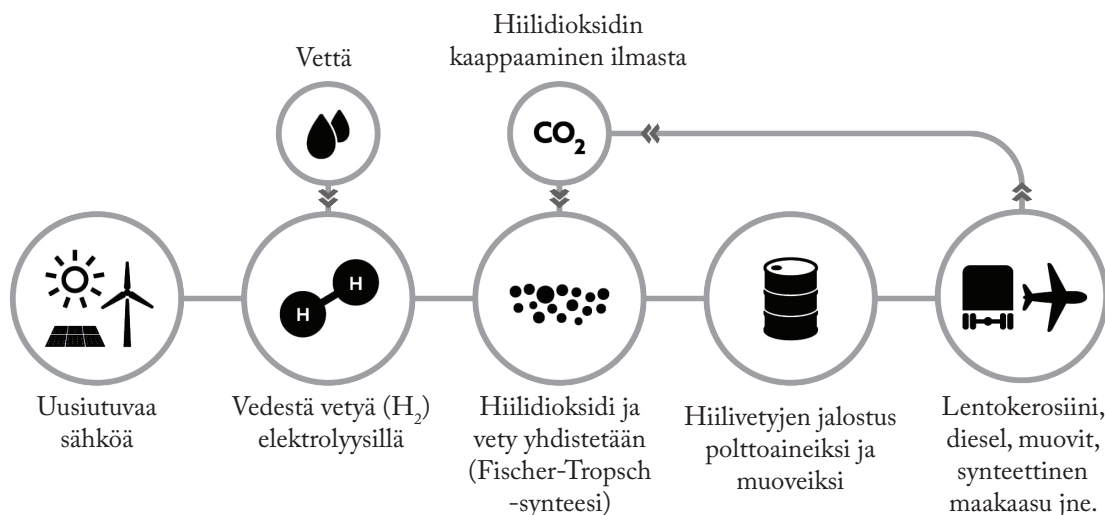 Vettä
Hiilidioksidin
kaappaaminen ilmasta
CO₂
H
H
Uusiutuvaa
sähköä
Vedestä vetyä (H₂)
elektrolyysillä
Hiilidioksidi ja
vety yhdistetään
(Fischer-Tropsch
-synteesi)
Hiilivetyjen jalostus
polttoaineiksi ja
muoveiksi
Lentokerosiini,
diesel, muovit,
synteettinen
maakaasu jne.